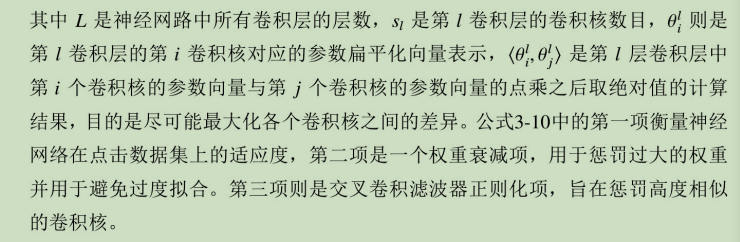 其中 L 是神经网路中所有卷积层的层数，s_l 是第 l 卷积层的卷积核数目，θ_i^l 则是
第 l 卷积层的第 i 卷积核对应的参数扁平化向量表示，⟨θ_i^l,θ_j^l⟩ 是第 l 层卷积层中
第 i 个卷积核的参数向量与第 j 个卷积核的参数向量的点乘之后取绝对值的计算
结果，目的是尽可能最大化各个卷积核之间的差异。公式3-10中的第一项衡量神经
网络在点击数据集上的适应度，第二项是一个权重衰减项，用于惩罚过大的权重
并用于避免过度拟合。第三项则是交叉卷积滤波器正则化项，旨在惩罚高度相似
的卷积核。